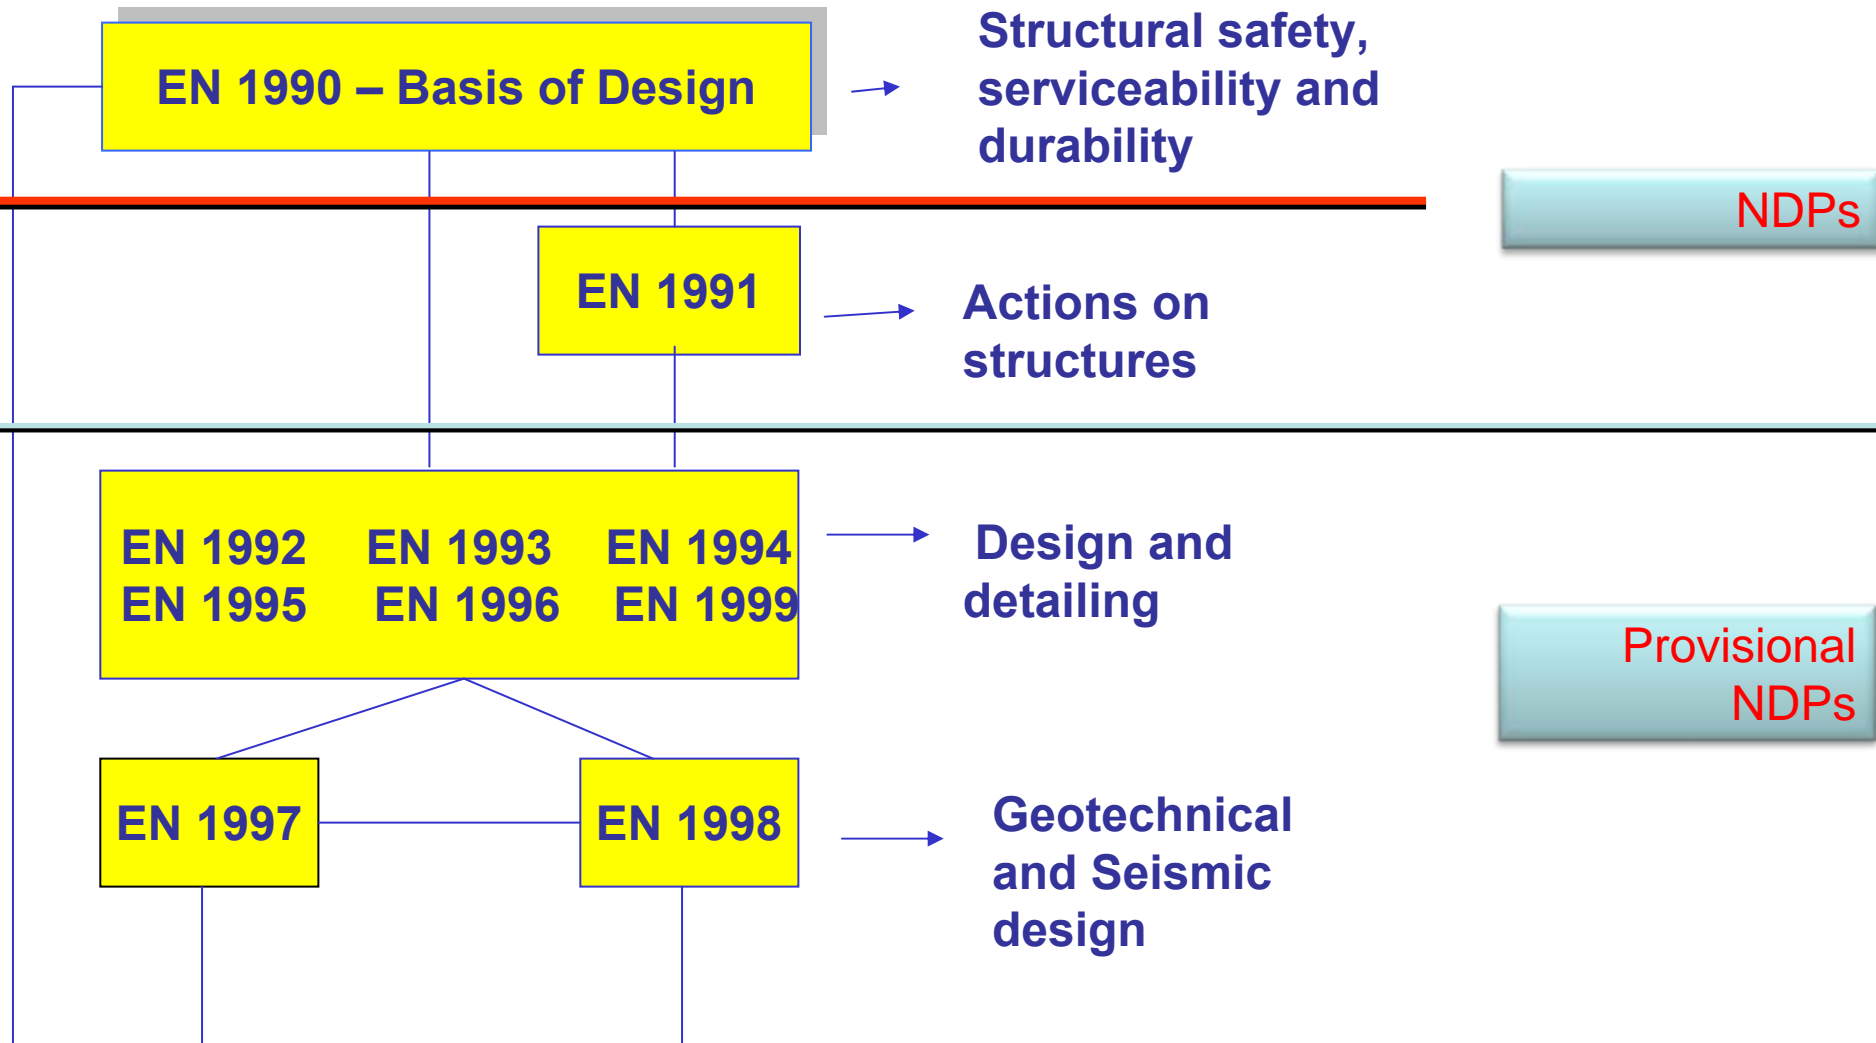 EN 1990 – Basis of Design
Structural safety,
serviceability and
durability
NDPs
EN 1991
Actions on
structures
EN 1992 EN 1993 EN 1994
EN 1995 EN 1996 EN 1999
Design and
detailing
Provisional
NDPs
EN 1997
EN 1998
Geotechnical
and Seismic
design